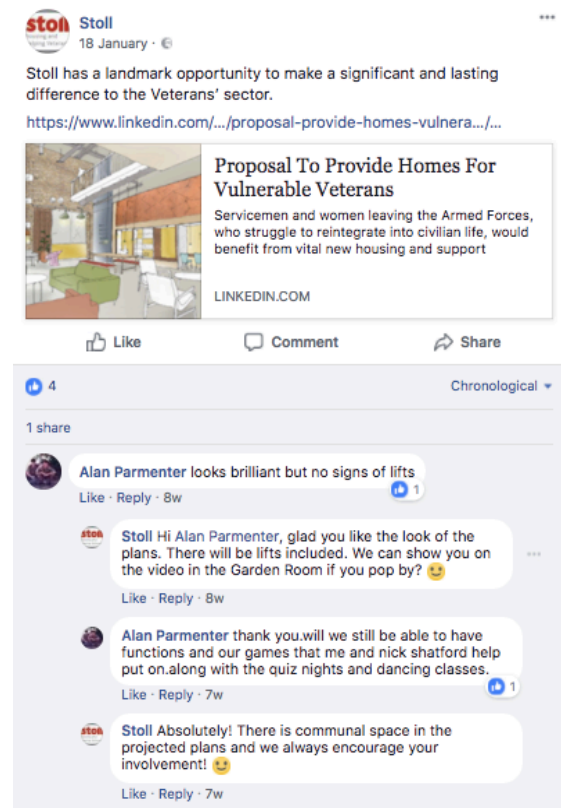 stoll
Stoll
18 January ·
Stoll has a landmark opportunity to make a significant and lasting
difference to the Veterans' sector.
https://www.linkedin.com/.../proposal-provide-homes-vulnera.../...
Proposal To Provide Homes For
Vulnerable Veterans
Servicemen and women leaving the Armed Forces,
who struggle to reintegrate into civilian life, would
benefit from vital new housing and support
LINKEDIN.COM
Like Comment Share
4 Chronological
1 share
Alan Parmenter looks brilliant but no signs of lifts
1
Like · Reply · 8w
stoll
Stoll Hi Alan Parmenter, glad you like the look of the
plans. There will be lifts included. We can show you on
the video in the Garden Room if you pop by? 😉
Like · Reply · 8w
Alan Parmenter thank you.will we still be able to have
functions and our games that me and nick shatford help
put on.along with the quiz nights and dancing classes.
1
Like · Reply · 7w
stoll
Stoll Absolutely! There is communal space in the
projected plans and we always encourage your
involvement! 😉
Like · Reply · 7w